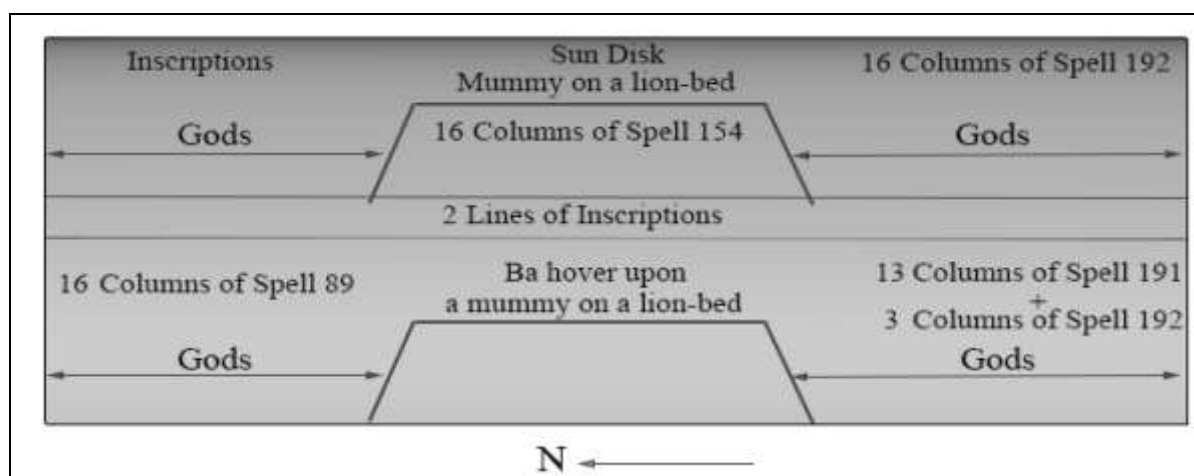 Inscriptions
Sun Disk
Mummy on a lion-bed
16 Columns of Spell 192
Gods
16 Columns of Spell 154
Gods
2 Lines of Inscriptions
16 Columns of Spell 89
Ba hover upon
a mummy on a lion-bed
13 Columns of Spell 191
+
3 Columns of Spell 192
Gods
Gods
N